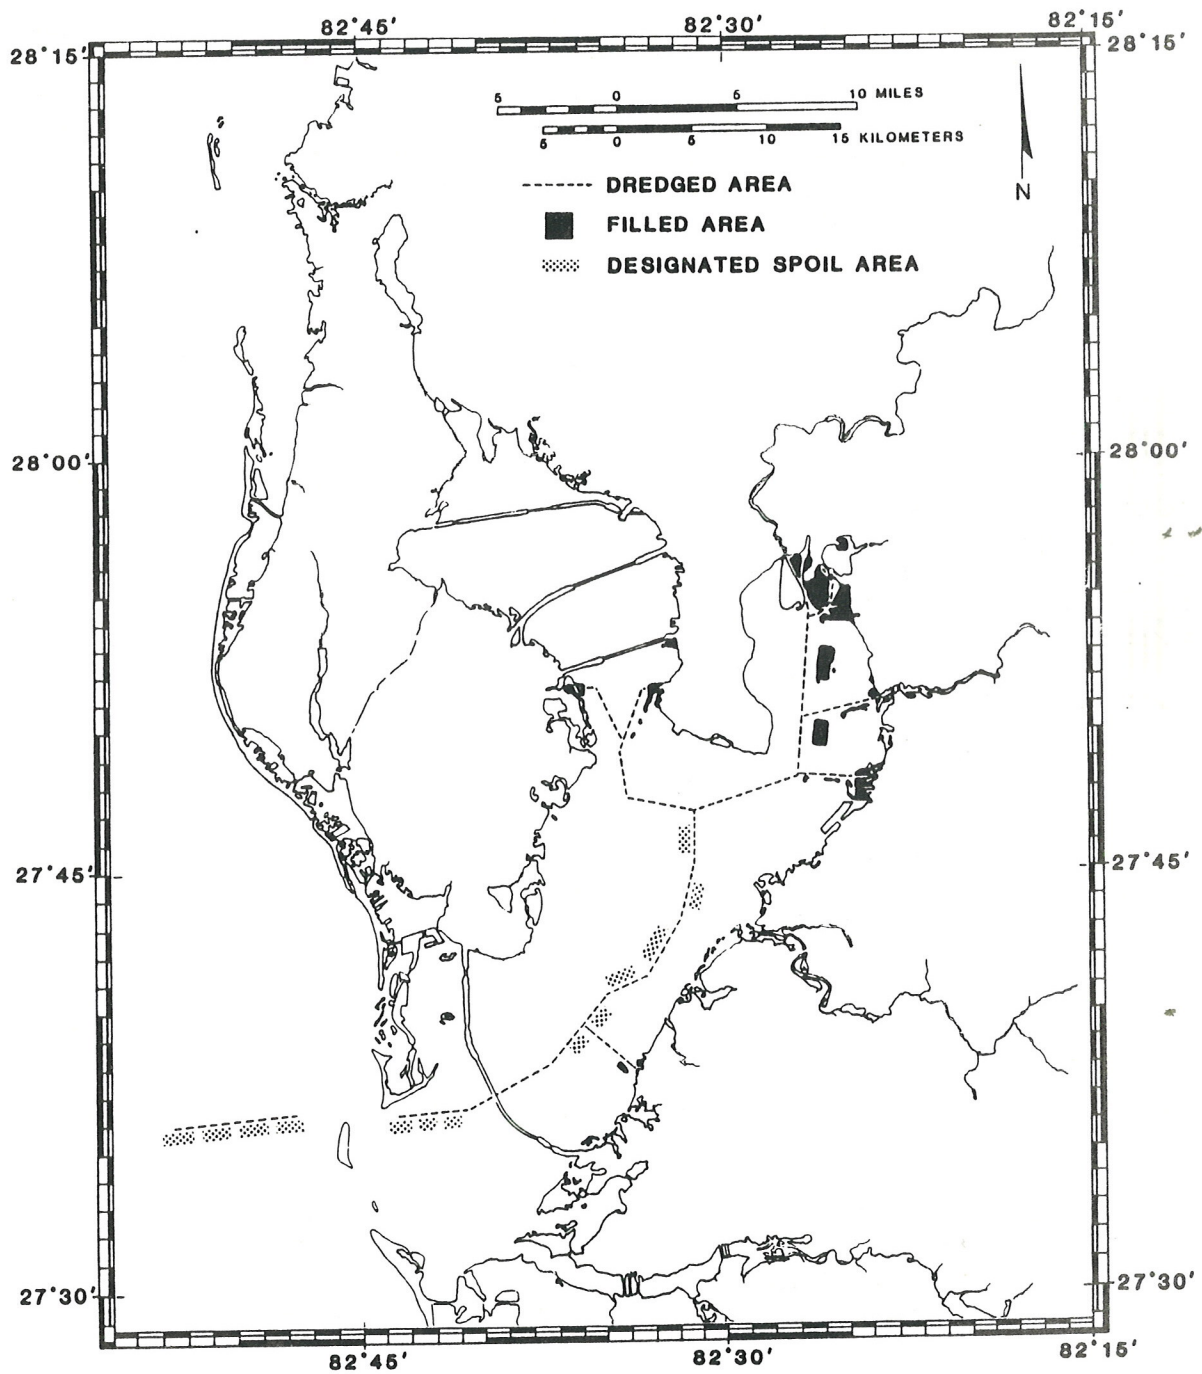 82°45' 82°30' 82°15'
28°15' 28°15'
5 0 5 10 MILES
5 0 5 10 15 KILOMETERS
DREDGED AREA
N
FILLED AREA
DESIGNATED SPOIL AREA
28°00' 28°00'
27°45' 27°45'
27°30' 27°30'
82°45' 82°30' 82°15'